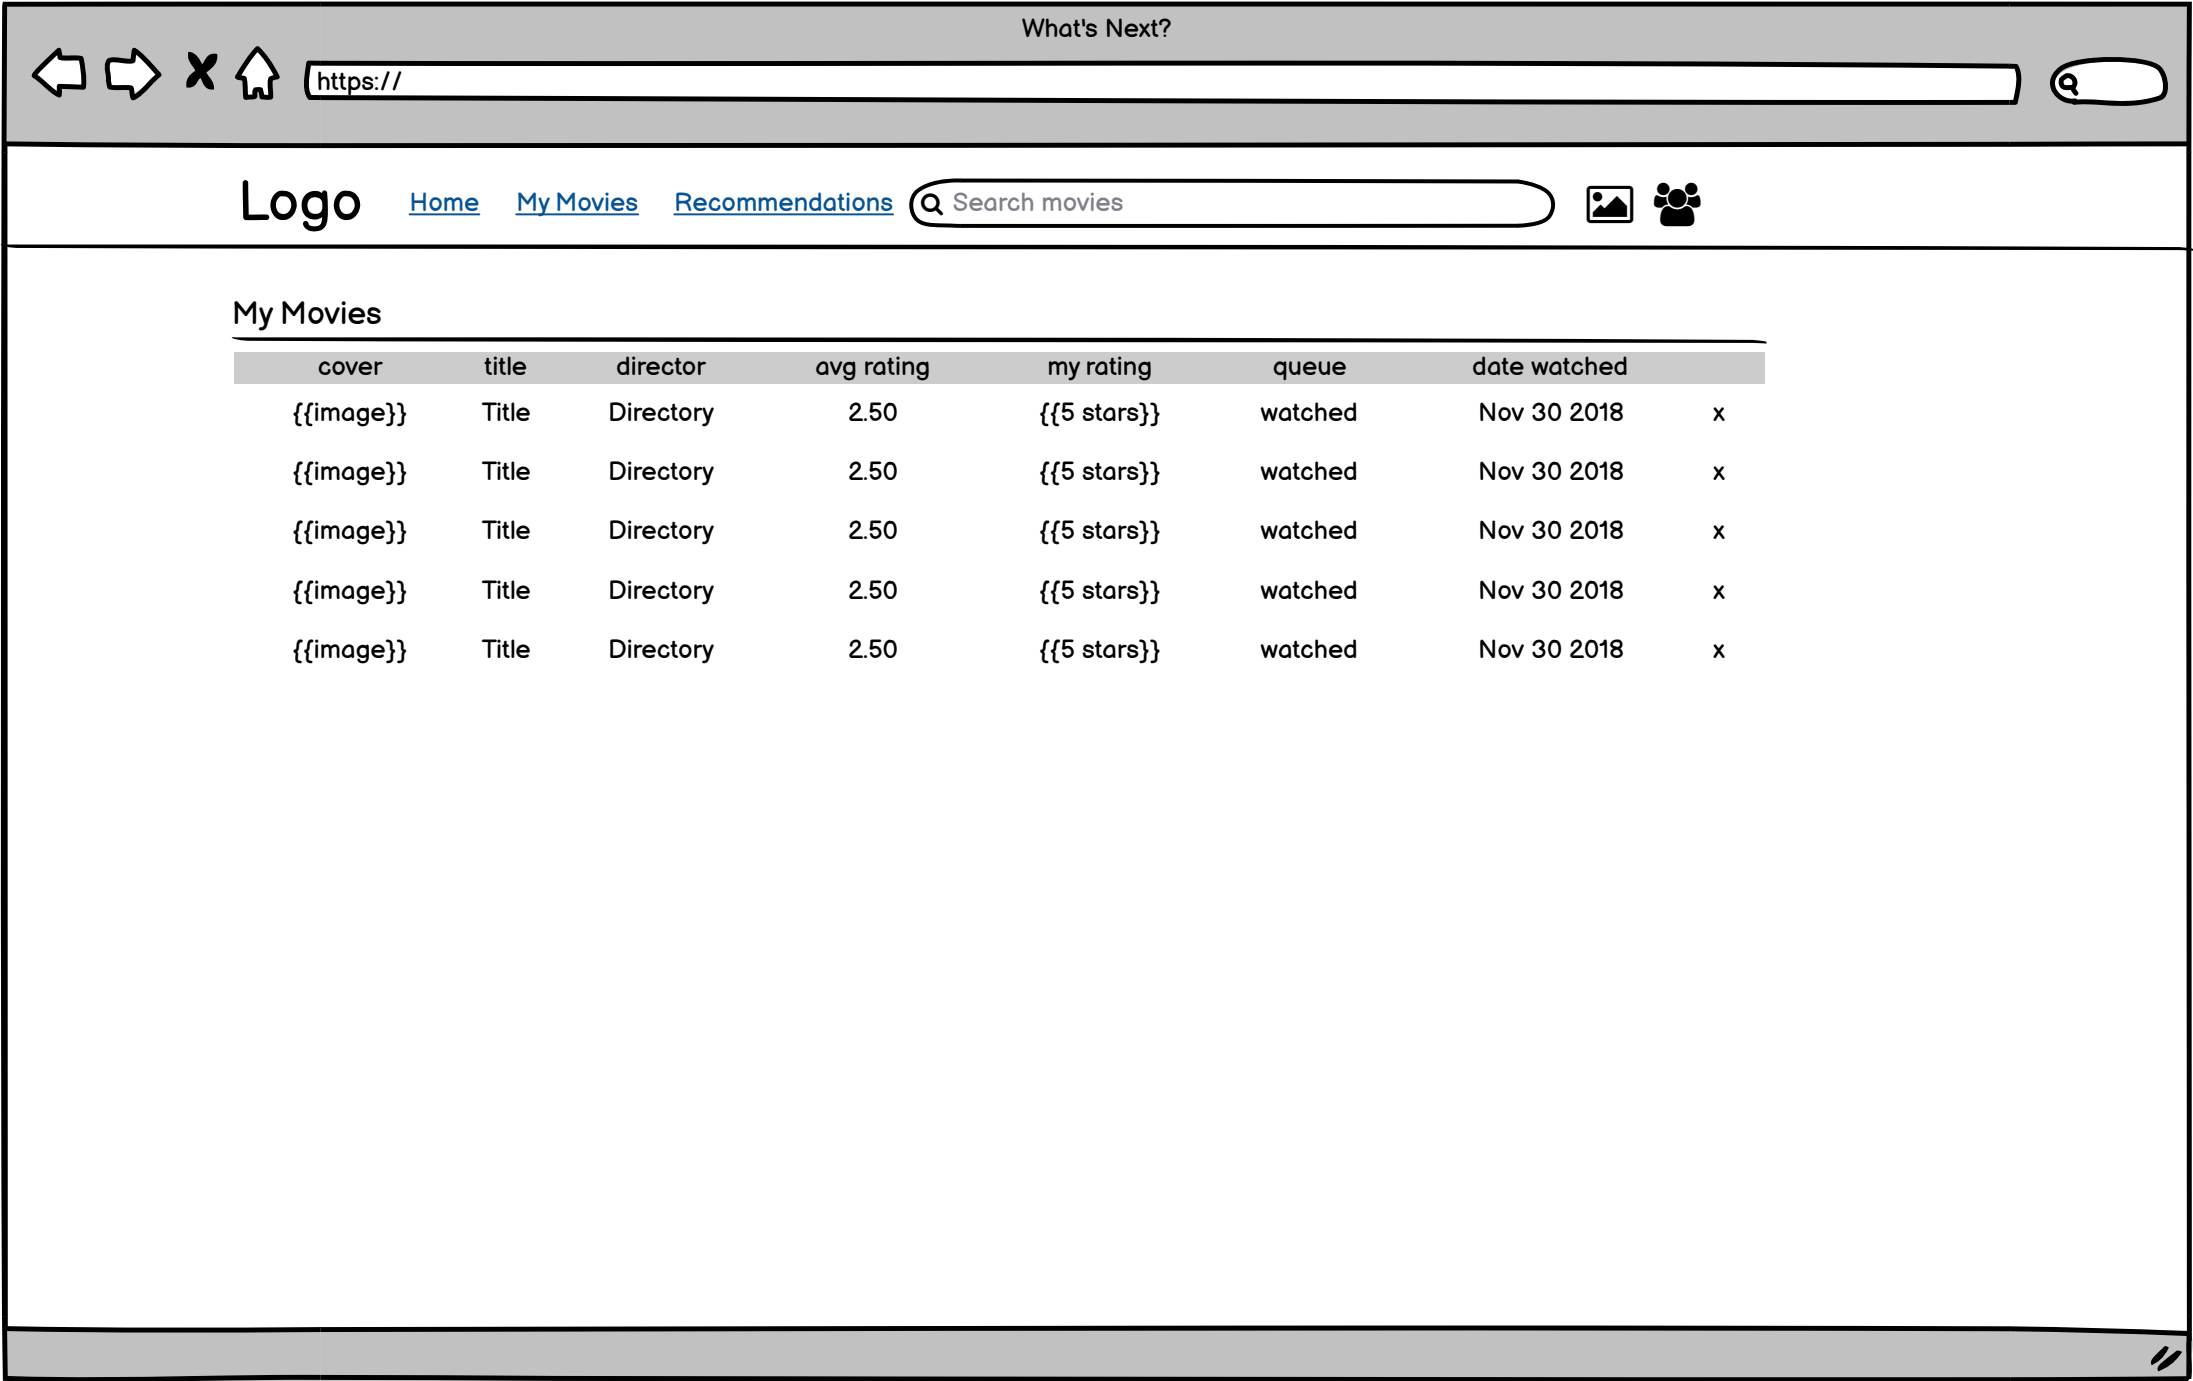 What's Next?
https://
Logo Home My Movies Recommendations Search movies
My Movies
cover title director avg rating my rating queue date watched
{{image}} Title Directory 2.50 {{5 stars}} watched Nov 30 2018 x
{{image}} Title Directory 2.50 {{5 stars}} watched Nov 30 2018 x
{{image}} Title Directory 2.50 {{5 stars}} watched Nov 30 2018 x
{{image}} Title Directory 2.50 {{5 stars}} watched Nov 30 2018 x
{{image}} Title Directory 2.50 {{5 stars}} watched Nov 30 2018 x